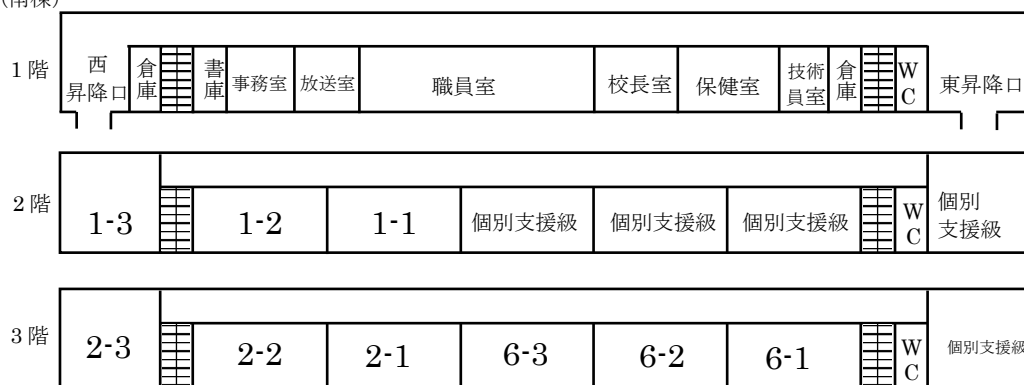 (南棟)
1 階
西
昇降口
倉
庫
書
庫
事務室
放送室
職員室
校長室
保健室
技術
員室
倉
庫
W
C
東昇降口
2 階
1-3
1-2
1-1
個別支援級
個別支援級
個別支援級
W
C
個別
支援級
3 階
2-3
2-2
2-1
6-3
6-2
6-1
W
C
個別支援級